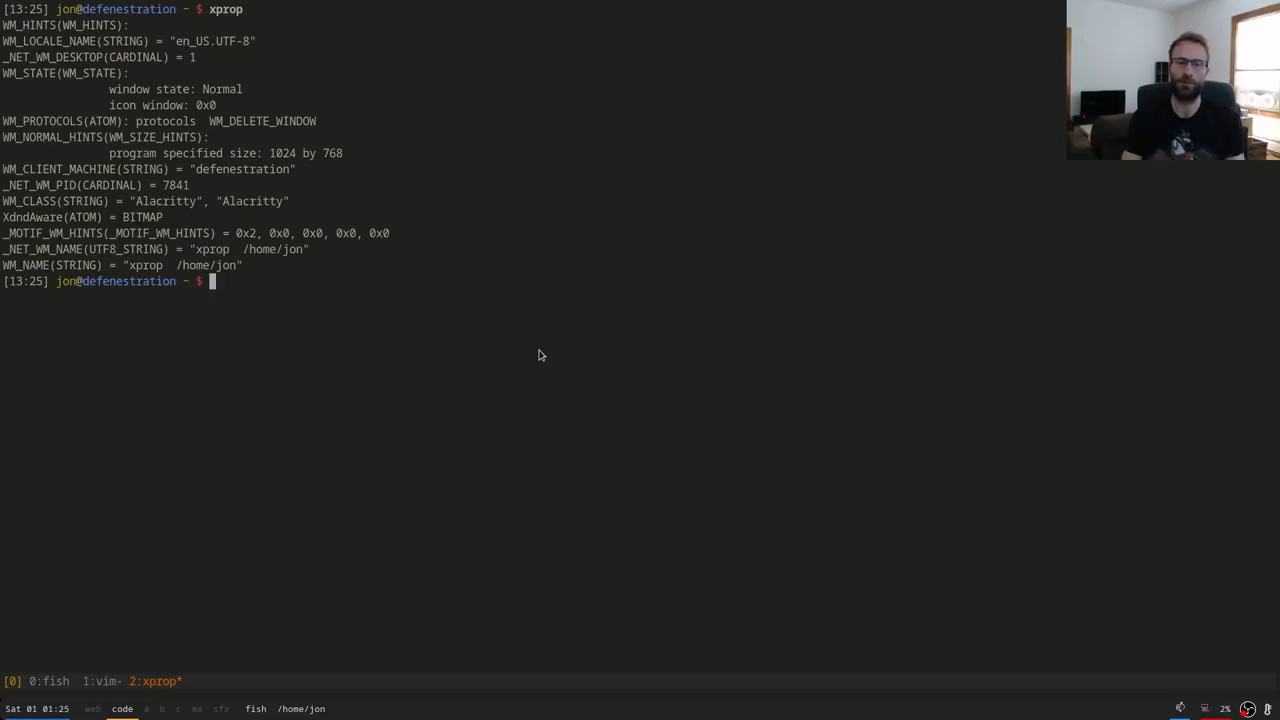 [13:25] jon@defenestration ~ $ xprop
WM_HINTS(WM_HINTS):
WM_LOCALE_NAME(STRING) = "en_US.UTF-8"
_NET_WM_DESKTOP(CARDINAL) = 1
WM_STATE(WM_STATE):
window state: Normal
icon window: 0x0
WM_PROTOCOLS(ATOM): protocols  WM_DELETE_WINDOW
WM_NORMAL_HINTS(WM_SIZE_HINTS):
program specified size: 1024 by 768
WM_CLIENT_MACHINE(STRING) = "defenestration"
_NET_WM_PID(CARDINAL) = 7841
WM_CLASS(STRING) = "Alacritty", "Alacritty"
XdndAware(ATOM) = BITMAP
_MOTIF_WM_HINTS(_MOTIF_WM_HINTS) = 0x2, 0x0, 0x0, 0x0, 0x0
_NET_WM_NAME(UTF8_STRING) = "xprop  /home/jon"
WM_NAME(STRING) = "xprop  /home/jon"
[13:25] jon@defenestration ~ $
[0] 0:fish  1:vim- 2:xprop*
Sat 01 01:25 web code a b c mx sfx fish /home/jon 2%